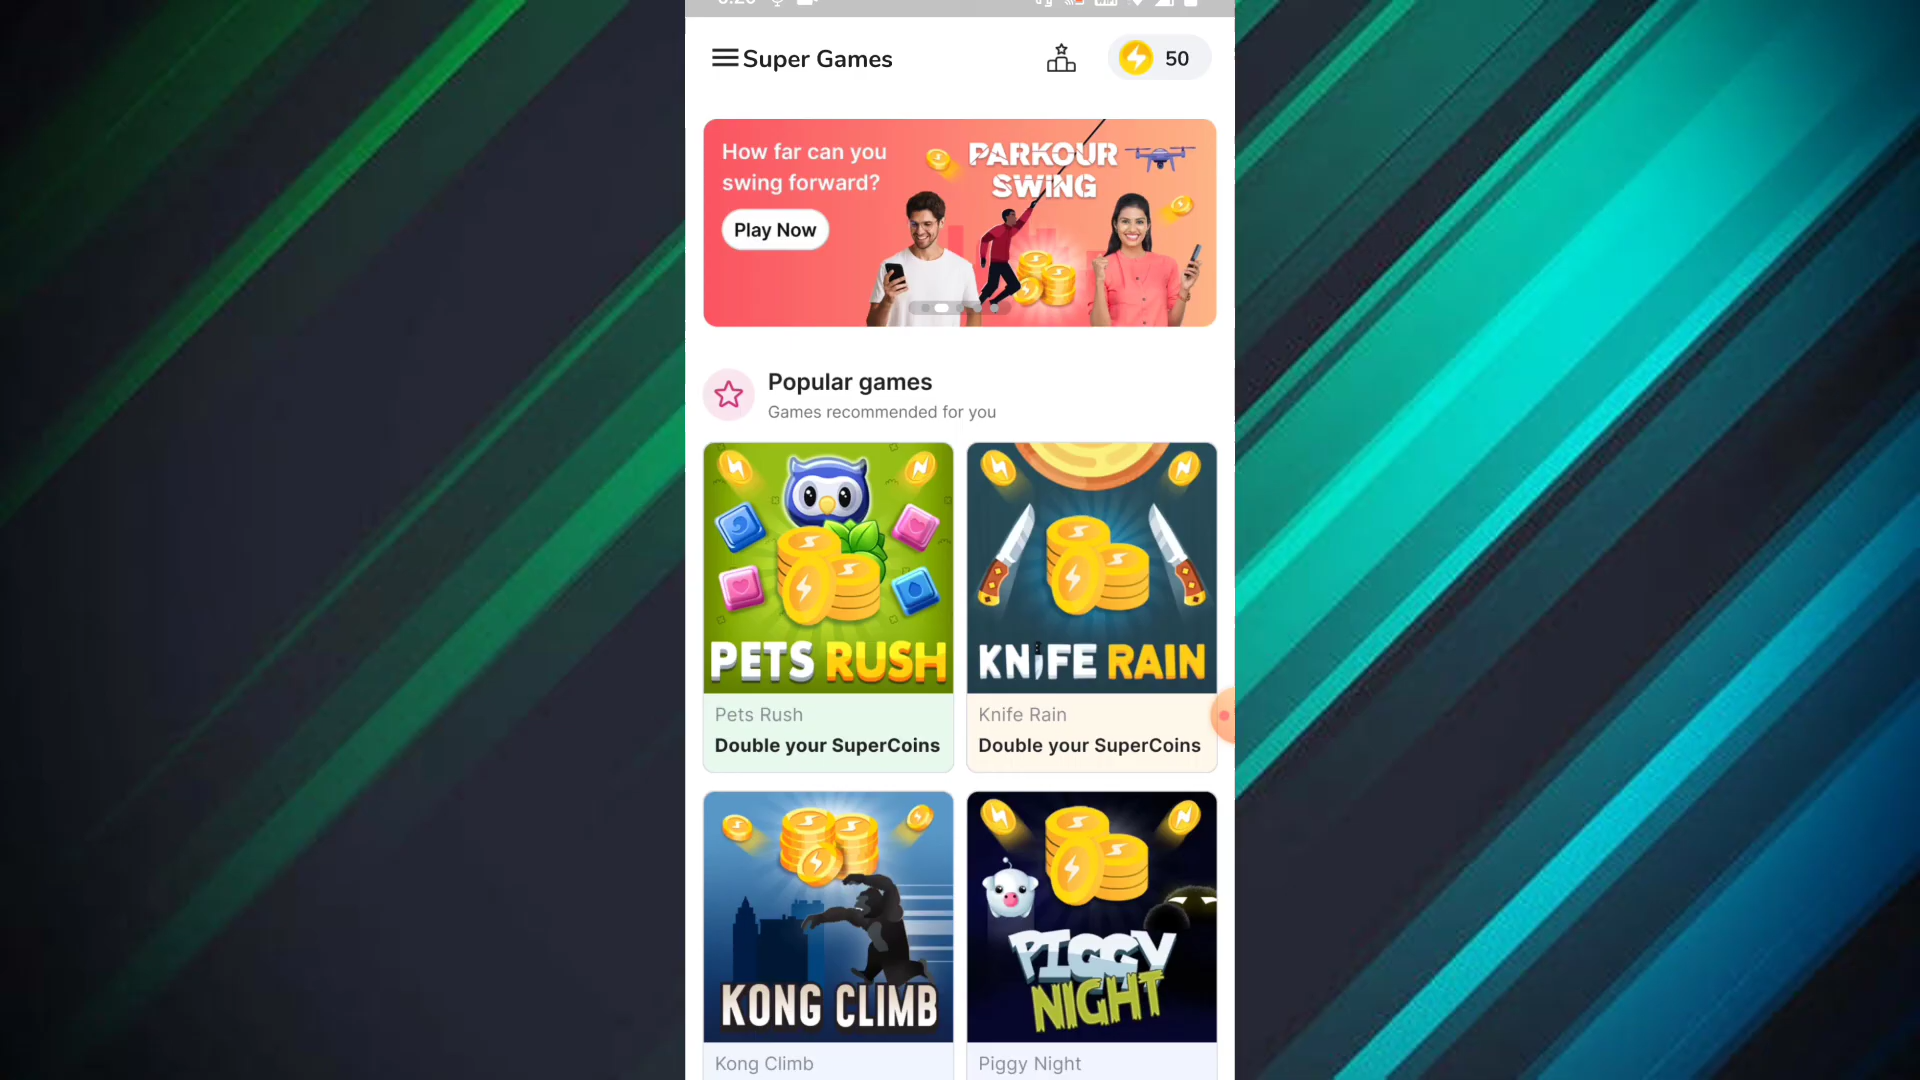 Super Games
50
How far can you
swing forward?
Play Now
PARKOUR
SWING
Popular games
Games recommended for you
PETS RUSH
KNIFE RAIN
Pets Rush
Knife Rain
Double your SuperCoins
Double your SuperCoins
KONG CLIMB
PIGGY
NIGHT
Kong Climb
Piggy Night